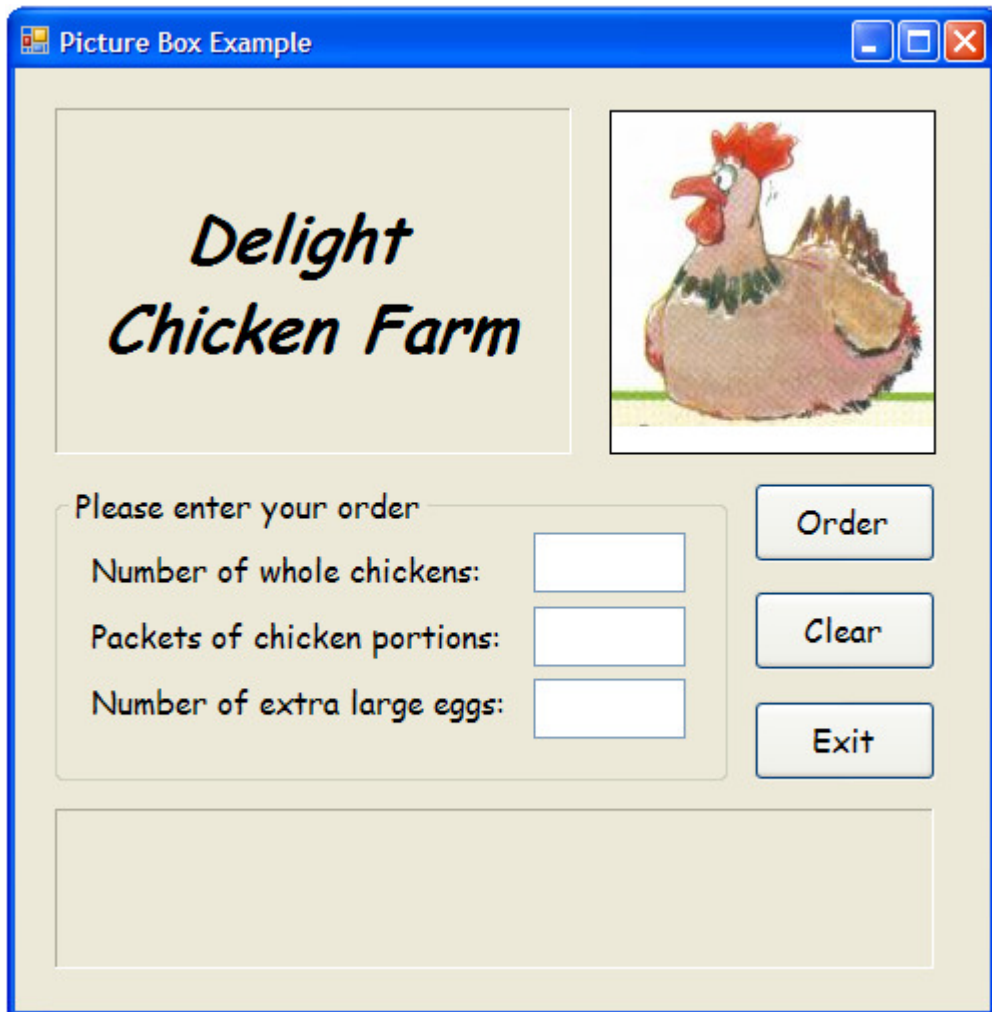 Picture Box Example
Delight
Chicken Farm
Please enter your order
Number of whole chickens:
Packets of chicken portions:
Number of extra large eggs:
Order
Clear
Exit